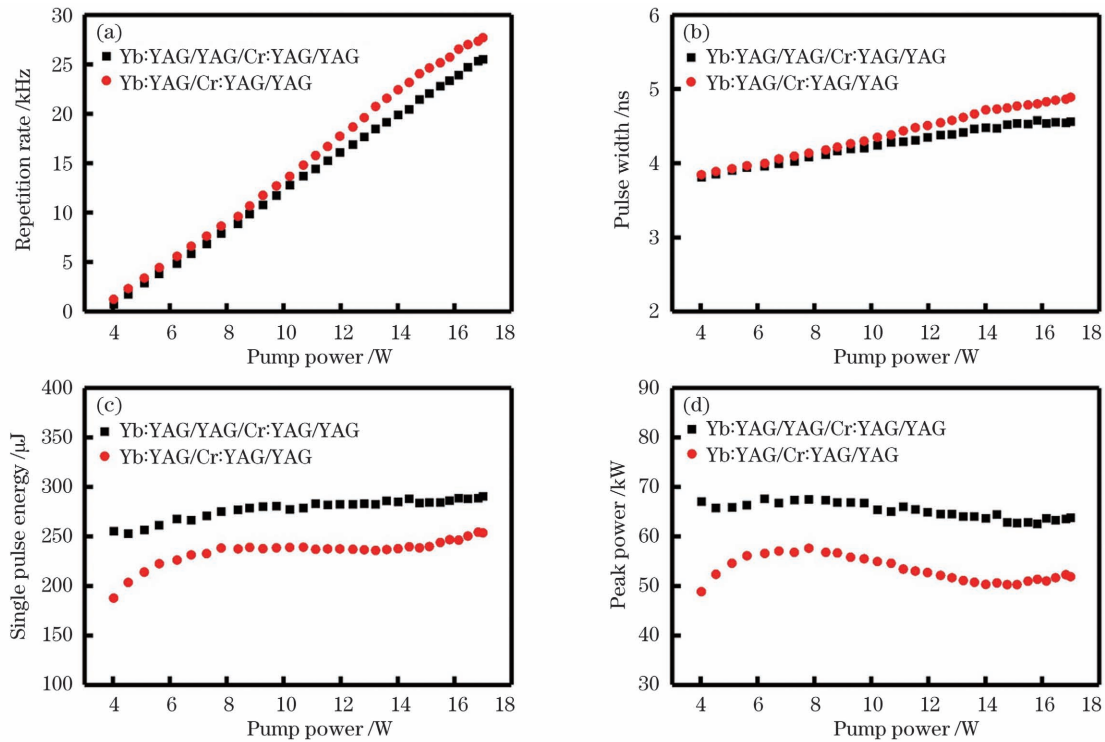 (a)
Yb:YAG/YAG/Cr:YAG/YAG
Yb:YAG/Cr:YAG/YAG
30
25
20
15
10
5
0
Repetition rate /kHz
4 6 8 10 12 14 16 18
Pump power /W
(b)
Yb:YAG/YAG/Cr:YAG/YAG
Yb:YAG/Cr:YAG/YAG
6
5
4
3
2
Pulse width /ns
4 6 8 10 12 14 16 18
Pump power /W
(c)
Yb:YAG/YAG/Cr:YAG/YAG
Yb:YAG/Cr:YAG/YAG
400
350
300
250
200
150
100
Single pulse energy /μJ
4 6 8 10 12 14 16 18
Pump power /W
(d)
Yb:YAG/YAG/Cr:YAG/YAG
Yb:YAG/Cr:YAG/YAG
90
80
70
60
50
40
30
Peak power /kW
4 6 8 10 12 14 16 18
Pump power /W